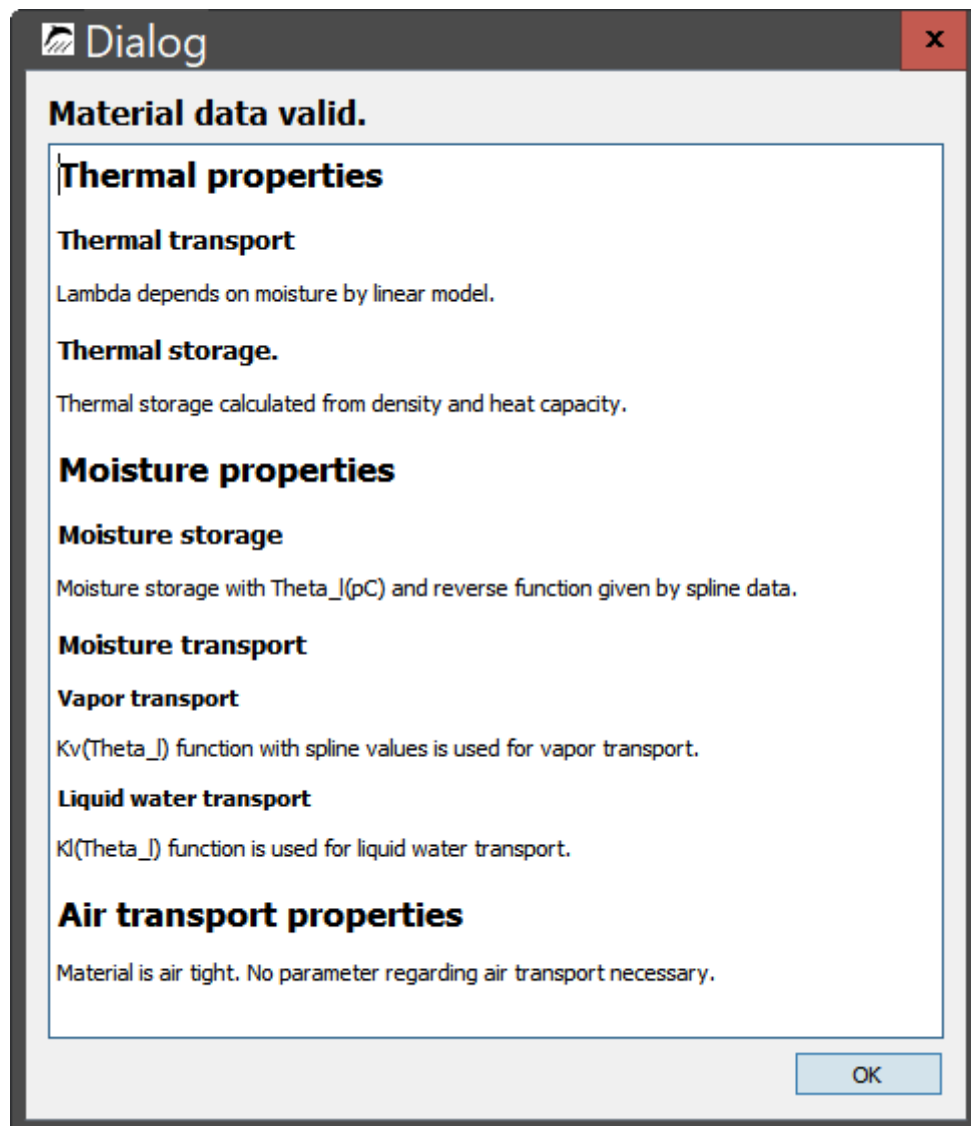 Dialog
x
Material data valid.
Thermal properties
Thermal transport
Lambda depends on moisture by linear model.
Thermal storage.
Thermal storage calculated from density and heat capacity.
Moisture properties
Moisture storage
Moisture storage with Theta_l(pC) and reverse function given by spline data.
Moisture transport
Vapor transport
Kv(Theta_l) function with spline values is used for vapor transport.
Liquid water transport
Kl(Theta_l) function is used for liquid water transport.
Air transport properties
Material is air tight. No parameter regarding air transport necessary.
OK